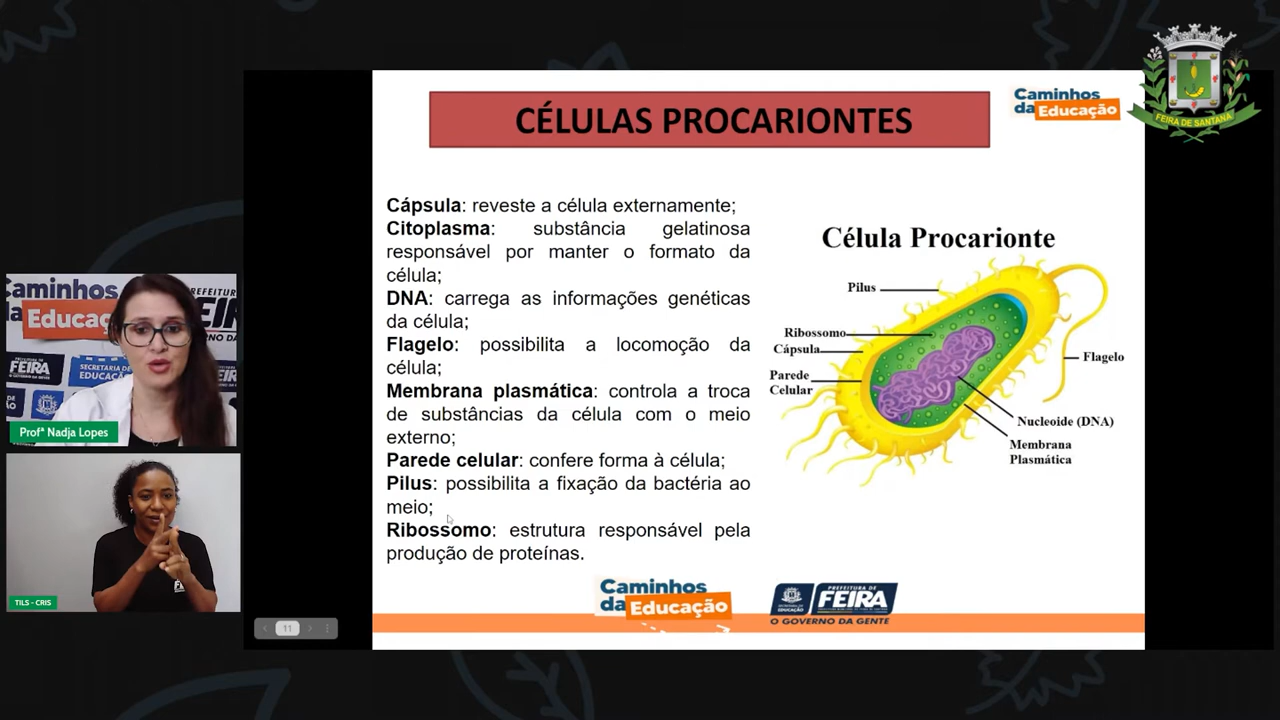 CÉLULAS PROCARIONTES
Caminhos
da Educação
FEIRA DE SANTANA
Cápsula: reveste a célula externamente;
Citoplasma: substância gelatinosa
responsável por manter o formato da
célula;
DNA: carrega as informações genéticas
da célula;
Flagelo: possibilita a locomoção da
célula;
Membrana plasmática: controla a troca
de substâncias da célula com o meio
externo;
Parede celular: confere forma à célula;
Pilus: possibilita a fixação da bactéria ao
meio;
Ribossomo: estrutura responsável pela
produção de proteínas.
Célula Procarionte
Pilus
Ribossomo
Cápsula
Parede
Celular
Flagelo
Nucleoide (DNA)
Membrana
Plasmática
Caminhos
da Educação
PREFEITURA DE
FEIRA
SECRETARIA DE
EDUCAÇÃO
Profª Nadja Lopes
TILS - CRIS
11
Caminhos
da Educação
PREFEITURA DE
FEIRA
O GOVERNO DA GENTE